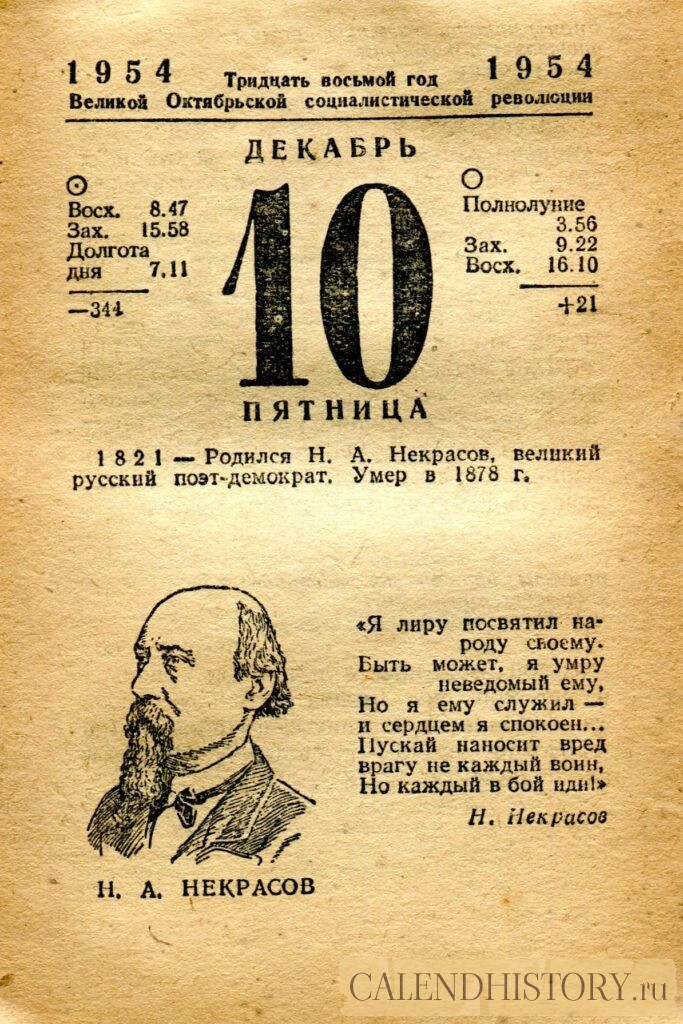 1954 Тридцать восьмой год 1954
Великой Октябрьской социалистической революции
ДЕКАБРЬ
Восх. 8.47
Зах. 15.58
Долгота
дня 7.11
—344
10
Полнолуние
3.56
Зах. 9.22
Восх. 16.10
+21
ПЯТНИЦА
1821 — Родился Н. А. Некрасов, великий
русский поэт-демократ. Умер в 1878 г.
«Я лиру посвятил на-
роду своему.
Быть может, я умру
неведомый ему,
Но я ему служил —
и сердцем я спокоен...
Пускай наносит вред
врагу не каждый воин,
Но каждый в бой иди!»
Н. Некрасов
Н. А. НЕКРАСОВ
CALENDHISTORY.ru